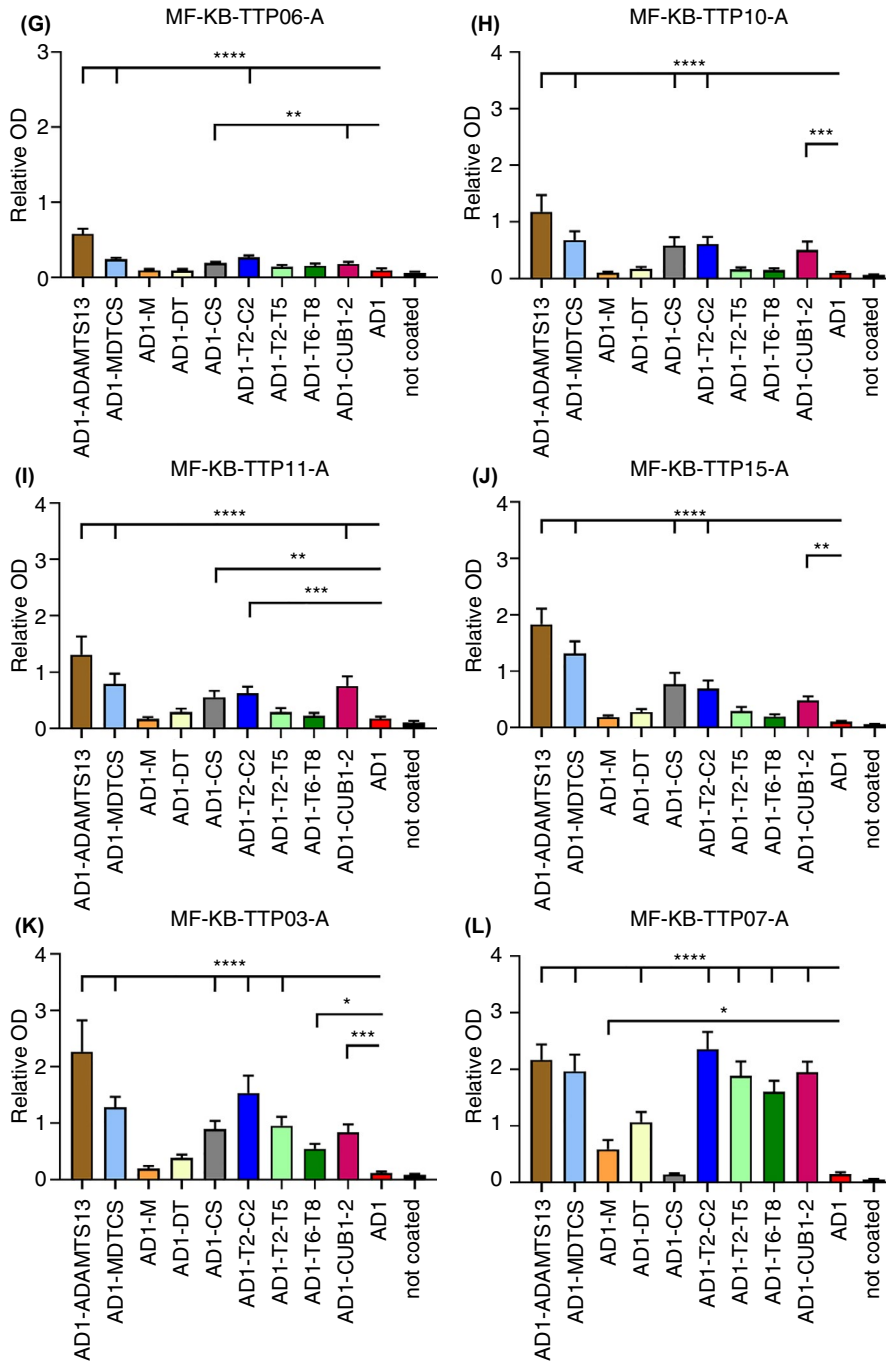 (G) MF-KB-TTP06-A
3
2
1
0
Relative OD
****
**
AD1-ADAMTS13
AD1-MDTCS
AD1-M
AD1-DT
AD1-CS
AD1-T2-C2
AD1-T2-T5
AD1-T6-T8
AD1-CUB1-2
AD1
not coated
(H) MF-KB-TTP10-A
4
3
2
1
0
Relative OD
****
***
AD1-ADAMTS13
AD1-MDTCS
AD1-M
AD1-DT
AD1-CS
AD1-T2-C2
AD1-T2-T5
AD1-T6-T8
AD1-CUB1-2
AD1
not coated
(I) MF-KB-TTP11-A
4
3
2
1
0
Relative OD
****
**
***
AD1-ADAMTS13
AD1-MDTCS
AD1-M
AD1-DT
AD1-CS
AD1-T2-C2
AD1-T2-T5
AD1-T6-T8
AD1-CUB1-2
AD1
not coated
(J) MF-KB-TTP15-A
4
3
2
1
0
Relative OD
****
**
AD1-ADAMTS13
AD1-MDTCS
AD1-M
AD1-DT
AD1-CS
AD1-T2-C2
AD1-T2-T5
AD1-T6-T8
AD1-CUB1-2
AD1
not coated
(K) MF-KB-TTP03-A
4
3
2
1
0
Relative OD
****
*
***
AD1-ADAMTS13
AD1-MDTCS
AD1-M
AD1-DT
AD1-CS
AD1-T2-C2
AD1-T2-T5
AD1-T6-T8
AD1-CUB1-2
AD1
not coated
(L) MF-KB-TTP07-A
4
3
2
1
0
Relative OD
****
*
AD1-ADAMTS13
AD1-MDTCS
AD1-M
AD1-DT
AD1-CS
AD1-T2-C2
AD1-T2-T5
AD1-T6-T8
AD1-CUB1-2
AD1
not coated